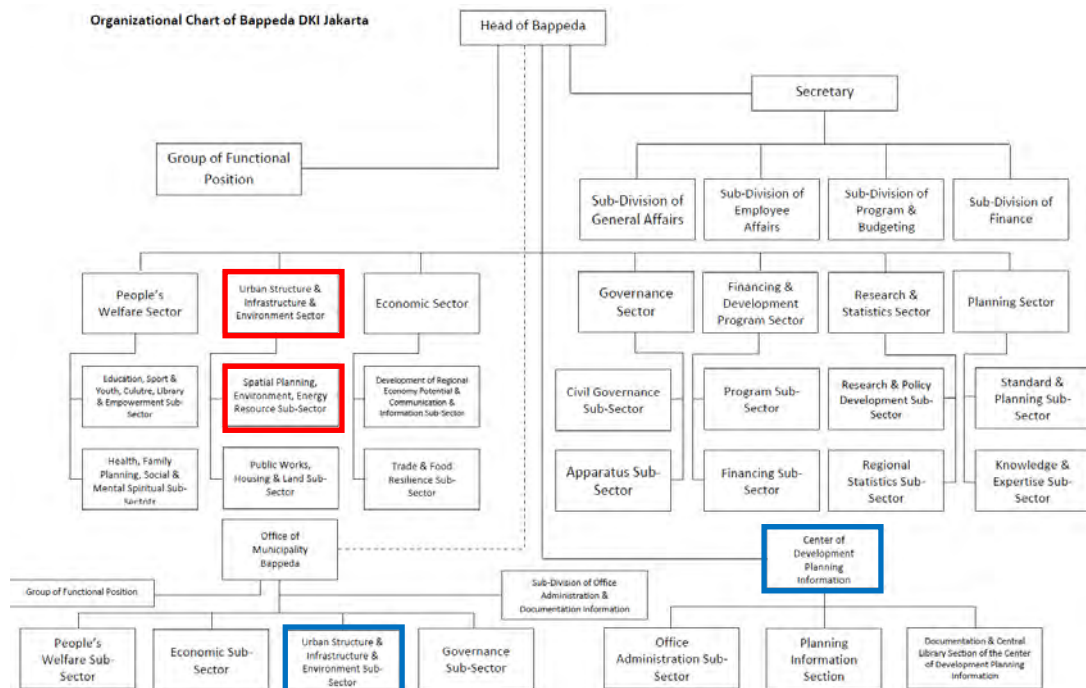 Organizational Chart of Bappeda DKI Jakarta
Head of Bappeda
Secretary
Group of Functional
Position
Sub-Division of
General Affairs
Sub-Division of
Employee
Affairs
Sub-Division of
Program &
Budgeting
Sub-Division of
Finance
People's
Welfare Sector
Urban Structure &
Infrastructure &
Environment Sector
Economic Sector
Governance
Sector
Financing &
Development
Program Sector
Research &
Statistics Sector
Planning Sector
Education, Sport &
Youth, Culutre, Library
& Empowerment Sub-
Sector
Spatial Planning,
Environment, Energy
Resource Sub-Sector
Development of Regional
Economy Potential &
Communication &
Information Sub-Sector
Civil Governance
Sub-Sector
Program Sub-
Sector
Research & Policy
Development Sub-
Sector
Standard &
Planning Sub-
Sector
Health, Family
Planning, Social &
Mental Spiritual Sub-
Public Works,
Housing & Land Sub-
Sector
Trade & Food
Resilience Sub-
Sector
Apparatus Sub-
Sector
Financing Sub-
Sector
Regional
Statistics Sub-
Sector
Knowledge &
Expertise Sub-
Sector
Office of
Municipality
Bappeda
Center of
Development
Planning
Information
Group of Functional Position
Sub-Division of Office
Administration &
Documentation Information
People's
Welfare Sub-
Sector
Economic Sub-
Sector
Urban Structure &
Infrastructure &
Environment Sub-
Sector
Governance
Sub-Sector
Office
Administration Sub-
Sector
Planning
Information
Section
Documentation & Central
Library Section of the Center
of Development Planning
Information